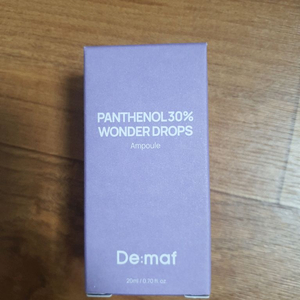 PANTHENOL 30%
WONDER DROPS
Ampoule
De:maf
20ml / 0.70 fl. oz